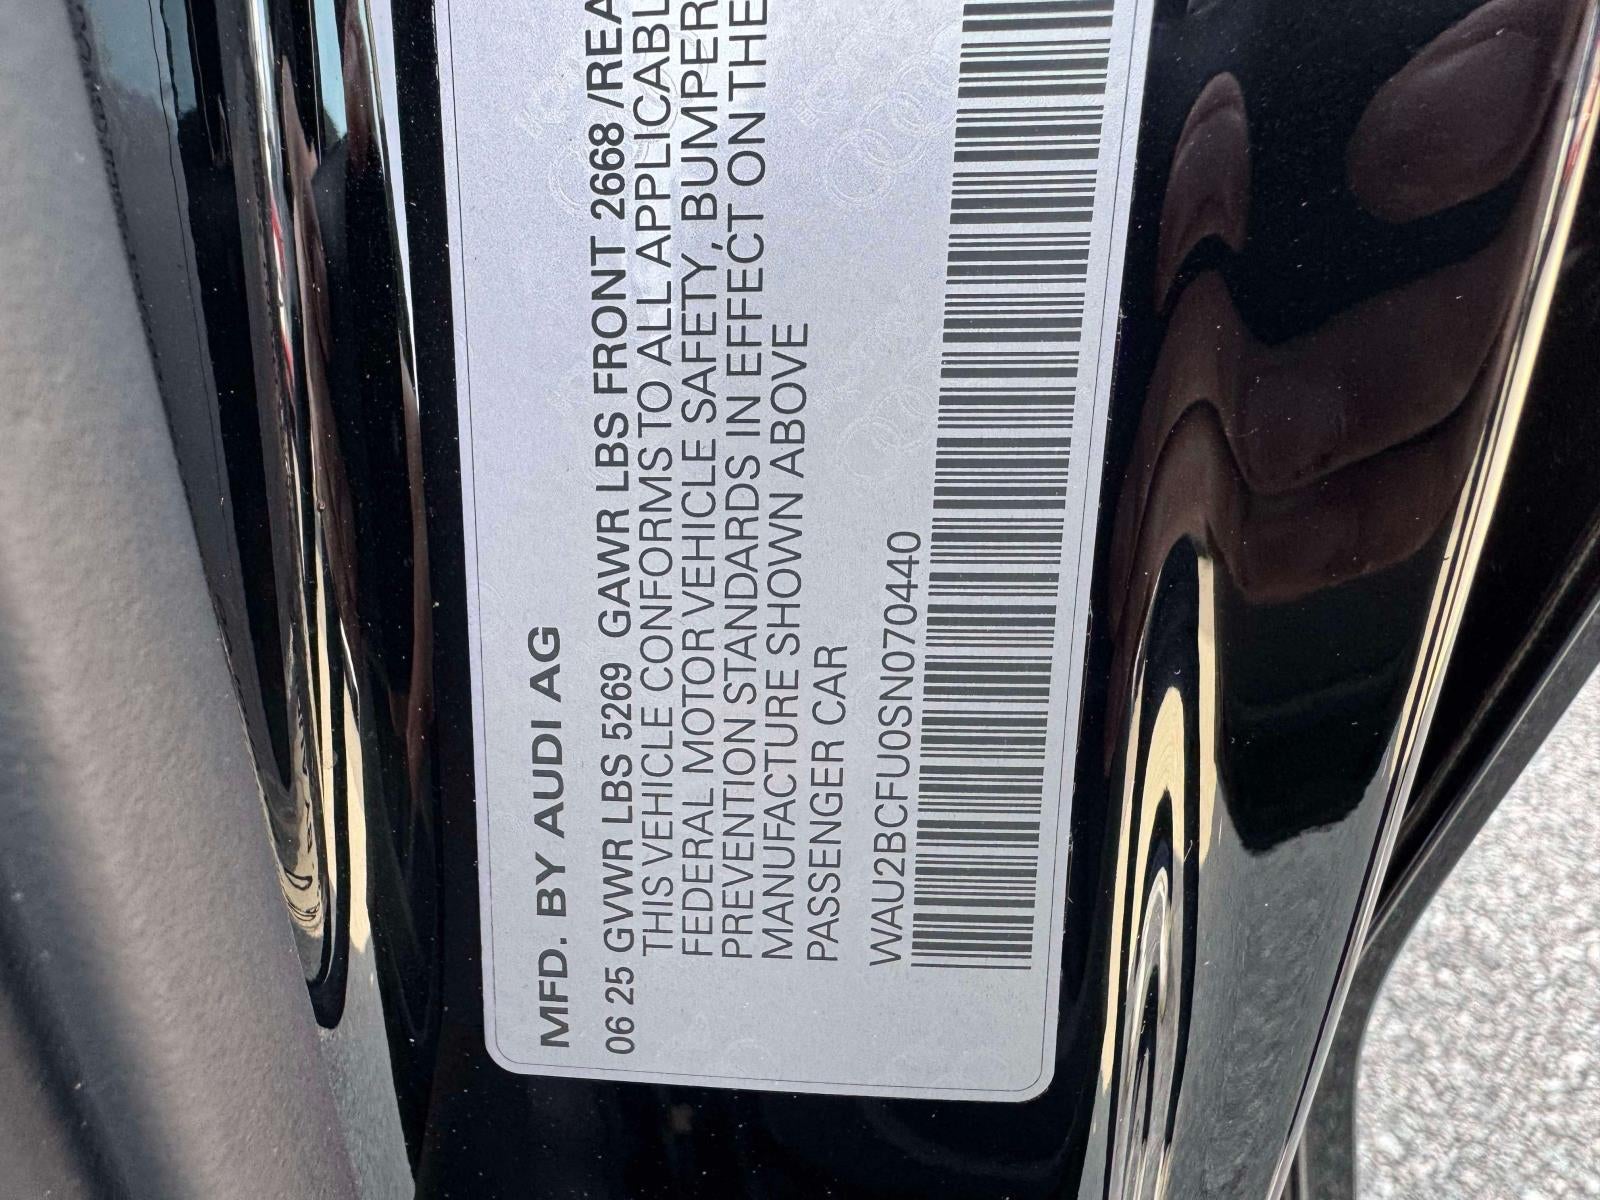 MFD. BY AUDI AG
06 25 GVWR LBS 5269 GAWR LBS FRONT 2668 /REA
THIS VEHICLE CONFORMS TO ALL APPLICABL
FEDERAL MOTOR VEHICLE SAFETY, BUMPER
PREVENTION STANDARDS IN EFFECT ON THE
MANUFACTURE SHOWN ABOVE
PASSENGER CAR
WAU2BCFU0SN070440